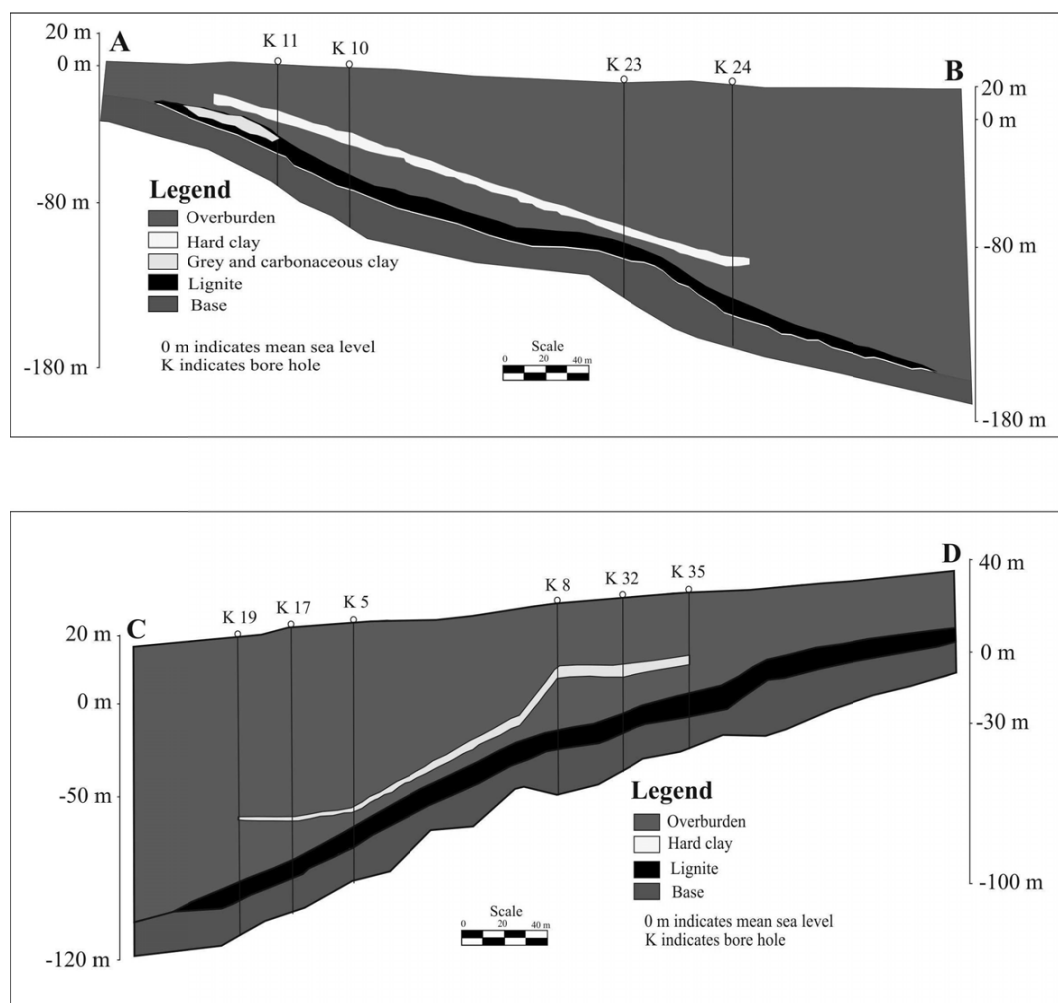 20 m
A
0 m
K 11
K 10
K 23
K 24
B
20 m
0 m
-80 m
-80 m
-180 m
-180 m
Legend
Overburden
Hard clay
Grey and carbonaceous clay
Lignite
Base
0 m indicates mean sea level
K indicates bore hole
Scale
0 20 40 m
20 m
C
K 19
K 17
K 5
K 8
K 32
K 35
D
40 m
0 m
0 m
-30 m
-50 m
-100 m
-120 m
Legend
Overburden
Hard clay
Lignite
Base
0 m indicates mean sea level
K indicates bore hole
Scale
0 20 40 m